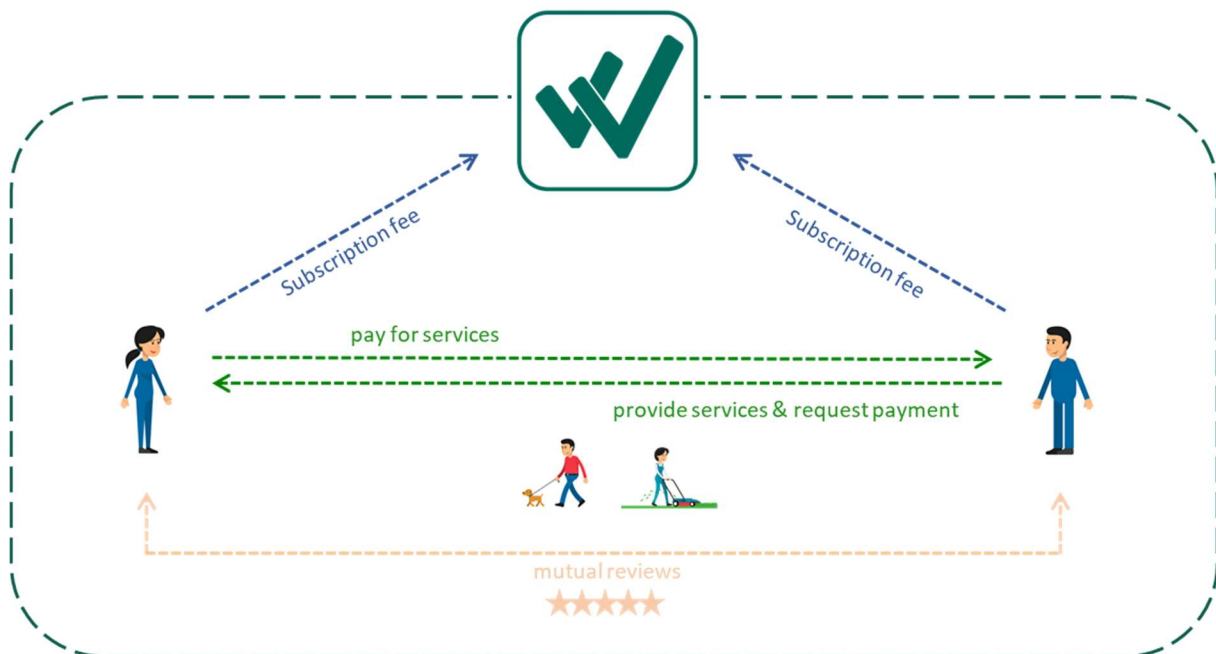 Subscription fee
Subscription fee
pay for services
provide services & request payment
mutual reviews